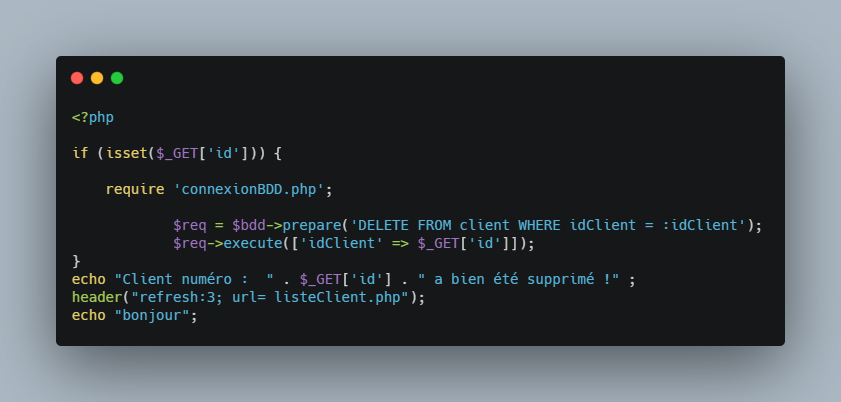 <?php
if (isset($_GET['id'])) {
require 'connexionBDD.php';
$req = $bdd->prepare('DELETE FROM client WHERE idClient = :idClient');
$req->execute(['idClient' => $_GET['id']]);
}
echo "Client numéro :  " . $_GET['id'] . " a bien été supprimé !" ;
header("refresh:3; url= listeClient.php");
echo "bonjour";